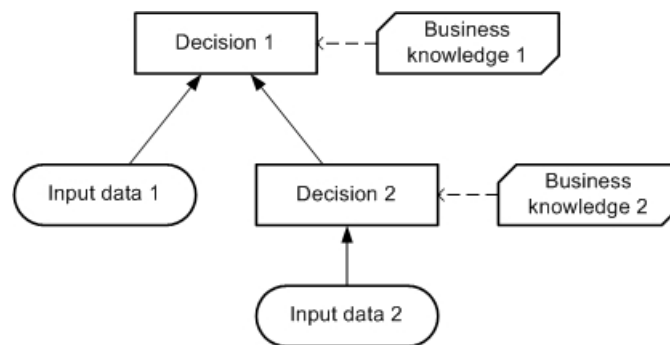 Decision 1
Business
knowledge 1
Input data 1
Decision 2
Business
knowledge 2
Input data 2